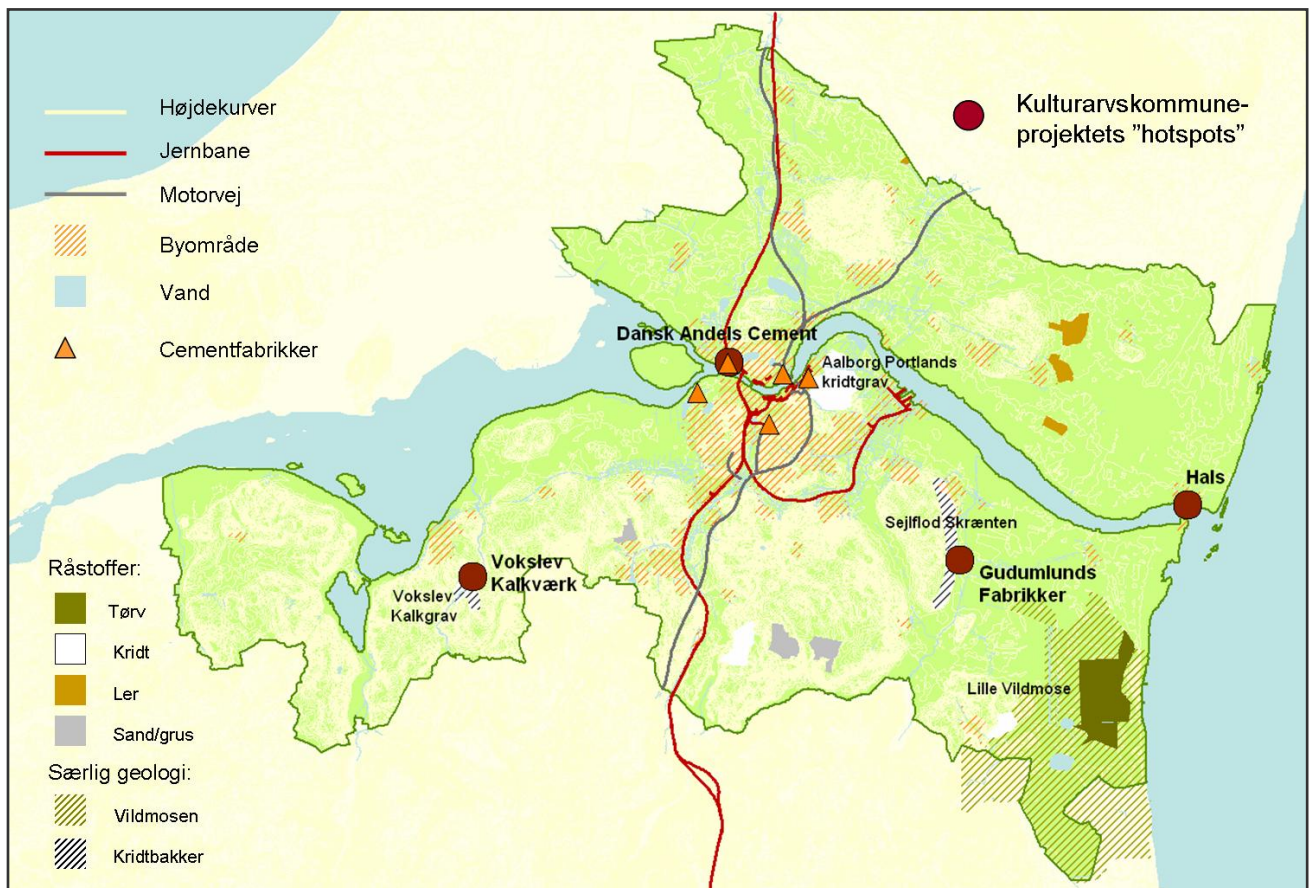 Højdekurver
Jernbane
Motorvej
Byområde
Vand
Cementfabrikker
Kulturarvskommune-
projektets "hotspots"
Dansk Andels Cement
Aalborg Portlands
kridtgrav
Hals
Sejlflod Skrænten
Gudumlunds
Fabrikker
Vokslev
Kalkværk
Vokslev
Kalkgrav
Lille Vildmose
Råstoffer:
Tørv
Kridt
Ler
Sand/grus
Særlig geologi:
Vildmosen
Kridtbakker